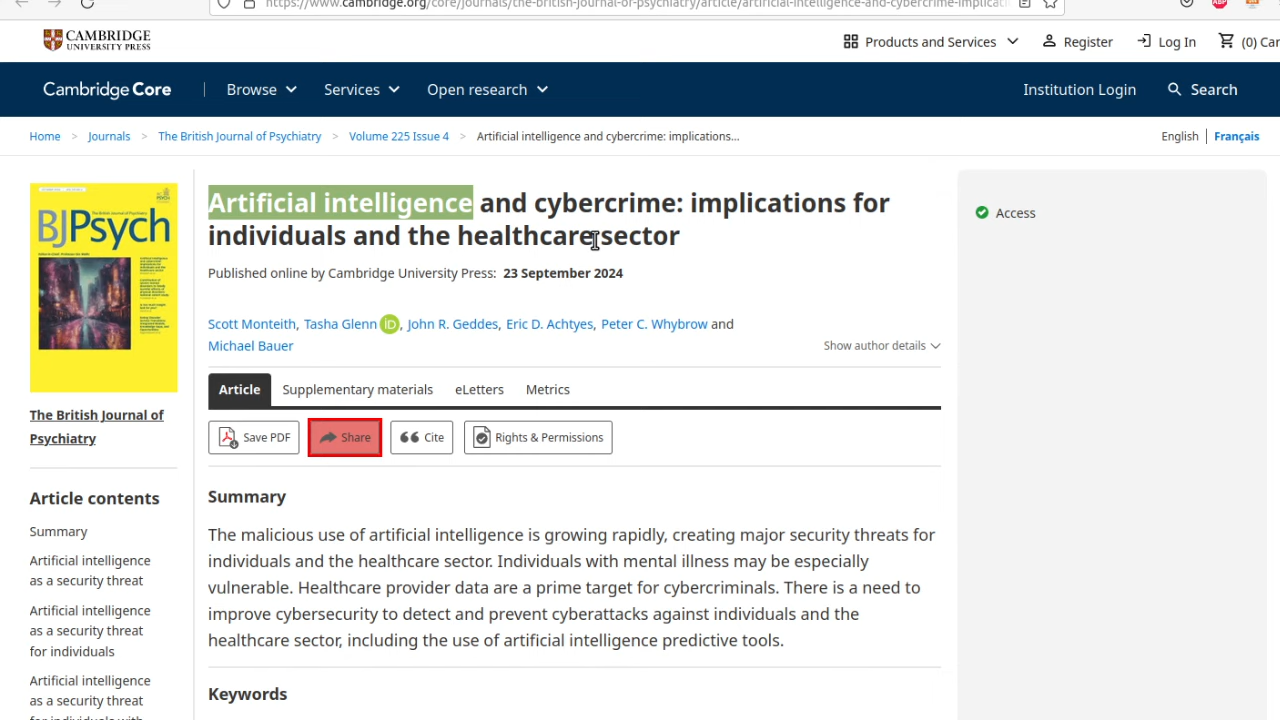 https://www.cambridge.org/core/journals/the-british-journal-of-psychiatry/article/artificial-intelligence-and-cybercrime-implicati
CAMBRIDGE
UNIVERSITY PRESS
Products and Services
Register
Log In
(0) Car
Cambridge Core
Browse
Services
Open research
Institution Login
Search
Home > Journals > The British Journal of Psychiatry > Volume 225 Issue 4 > Artificial intelligence and cybercrime: implications...
English | Français
BJPsych
Artificial intelligence and cybercrime: implications for
individuals and the healthcare sector
Access
Published online by Cambridge University Press: 23 September 2024
Scott Monteith, Tasha Glenn iD, John R. Geddes, Eric D. Achtyes, Peter C. Whybrow and
Michael Bauer
Show author details
Article
Supplementary materials
eLetters
Metrics
The British Journal of
Psychiatry
Save PDF
Share
Cite
Rights & Permissions
Article contents
Summary
Artificial intelligence
as a security threat
Artificial intelligence
as a security threat
for individuals
Artificial intelligence
as a security threat
for individuals with
Summary
The malicious use of artificial intelligence is growing rapidly, creating major security threats for
individuals and the healthcare sector. Individuals with mental illness may be especially
vulnerable. Healthcare provider data are a prime target for cybercriminals. There is a need to
improve cybersecurity to detect and prevent cyberattacks against individuals and the
healthcare sector, including the use of artificial intelligence predictive tools.
Keywords